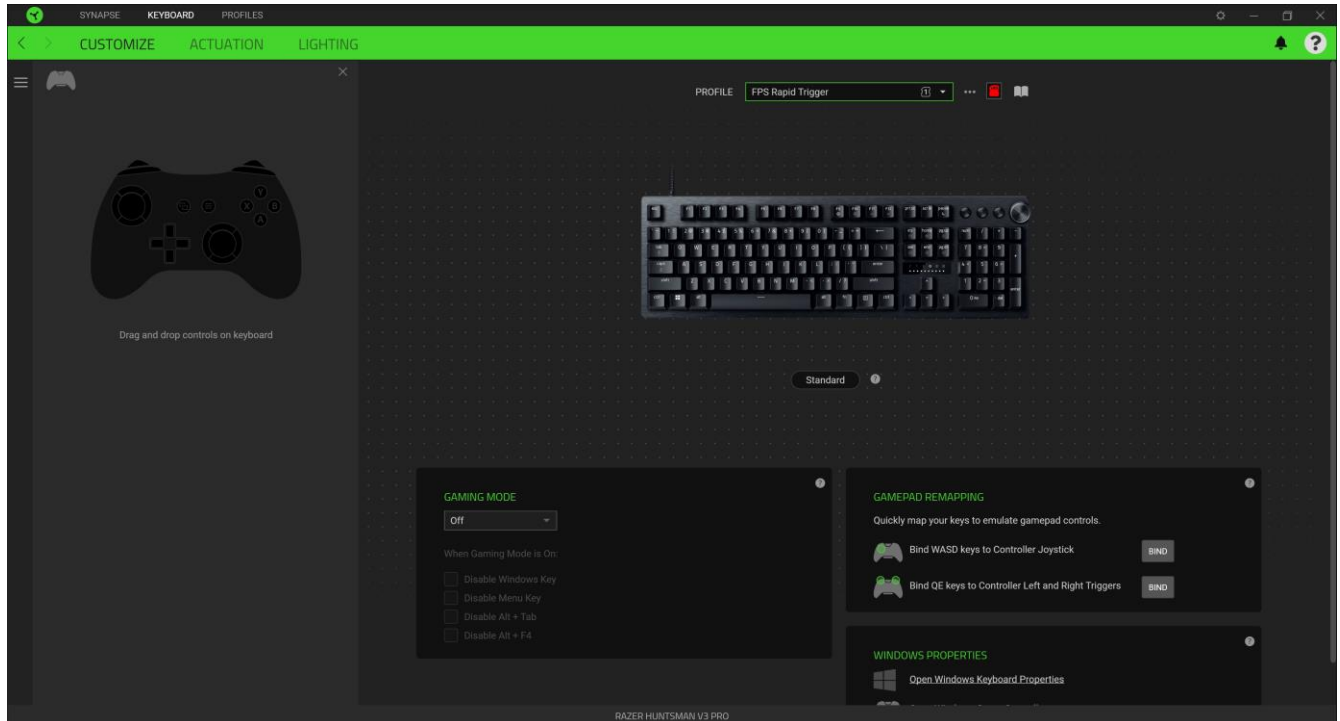 SYNAPSE KEYBOARD PROFILES
CUSTOMIZE ACTUATION LIGHTING
?
PROFILE FPS Rapid Trigger 1
Y
X B
A
Drag and drop controls on keyboard
Standard ?
GAMING MODE ?
Off
When Gaming Mode is On:
Disable Windows Key
Disable Menu Key
Disable Alt + Tab
Disable Alt + F4
GAMEPAD REMAPPING ?
Quickly map your keys to emulate gamepad controls.
Bind WASD keys to Controller Joystick BIND
Bind QE keys to Controller Left and Right Triggers BIND
WINDOWS PROPERTIES ?
Open Windows Keyboard Properties
RAZER HUNTSMAN V3 PRO